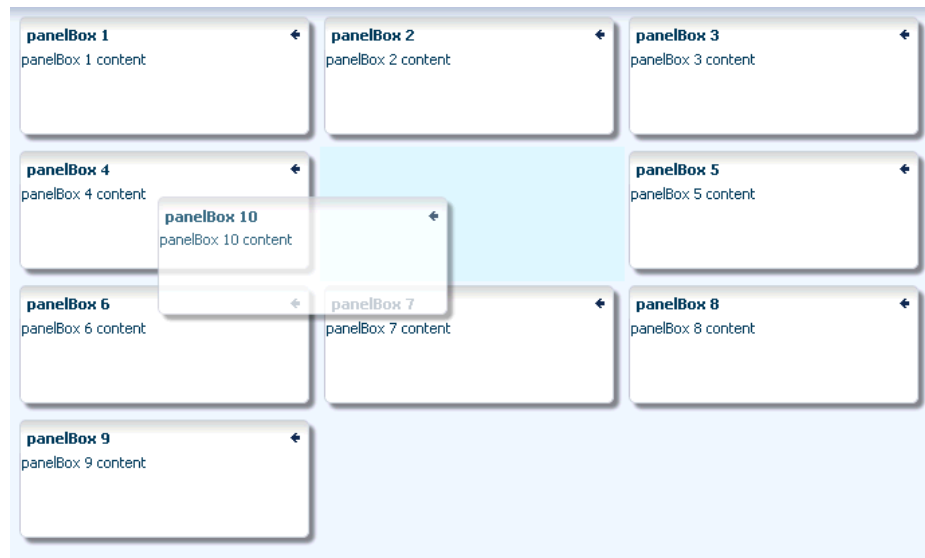 panelBox 1
panelBox 1 content
panelBox 2
panelBox 2 content
panelBox 3
panelBox 3 content
panelBox 4
panelBox 4 content
panelBox 10
panelBox 10 content
panelBox 5
panelBox 5 content
panelBox 6
panelBox 6 content
panelBox 7
panelBox 7 content
panelBox 8
panelBox 8 content
panelBox 9
panelBox 9 content